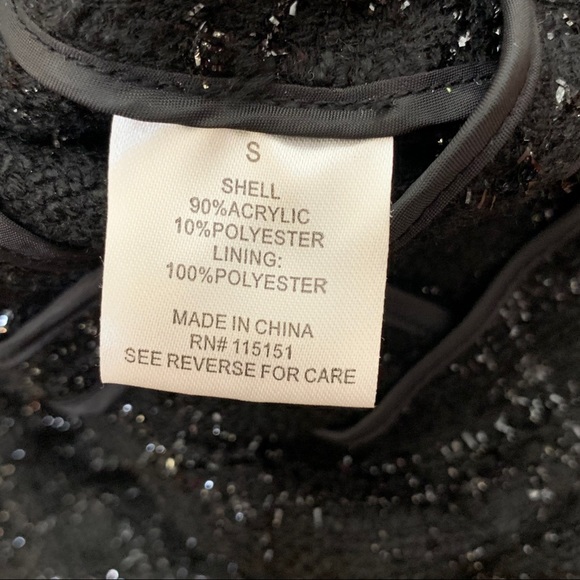 S
SHELL
90%ACRYLIC
10%POLYESTER
LINING:
100%POLYESTER
MADE IN CHINA
RN# 115151
SEE REVERSE FOR CARE